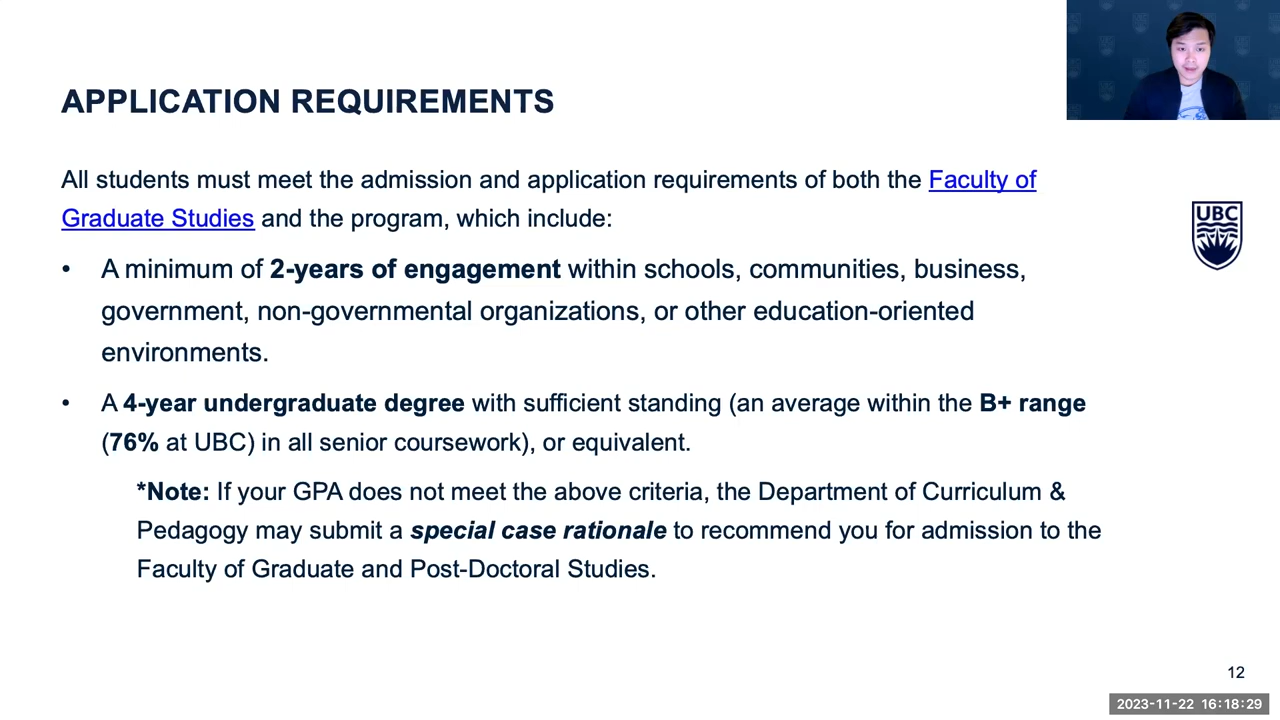 APPLICATION REQUIREMENTS
All students must meet the admission and application requirements of both the Faculty of
Graduate Studies and the program, which include:
• A minimum of 2-years of engagement within schools, communities, business,
government, non-governmental organizations, or other education-oriented
environments.
• A 4-year undergraduate degree with sufficient standing (an average within the B+ range
(76% at UBC) in all senior coursework), or equivalent.
*Note: If your GPA does not meet the above criteria, the Department of Curriculum &
Pedagogy may submit a special case rationale to recommend you for admission to the
Faculty of Graduate and Post-Doctoral Studies.
UBC
12
2023-11-22 16:18:29